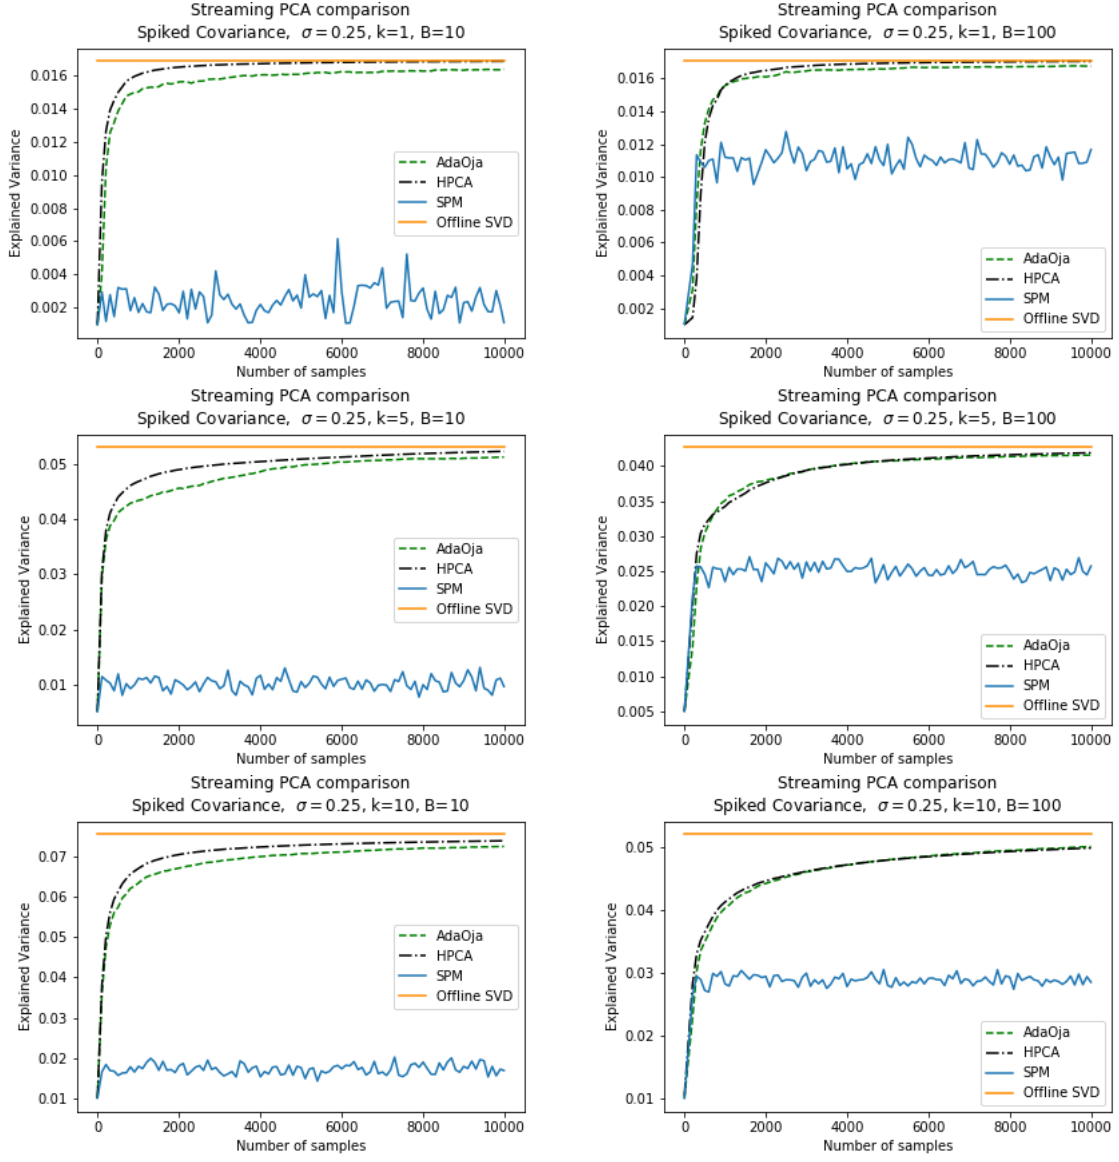 Streaming PCA comparison
Spiked Covariance, σ = 0.25, k=1, B=10
Explained Variance
0.016
0.014
0.012
0.010
0.008
0.006
0.004
0.002
AdaOja
HPCA
SPM
Offline SVD
0 2000 4000 6000 8000 10000
Number of samples
Streaming PCA comparison
Spiked Covariance, σ = 0.25, k=1, B=100
Explained Variance
0.016
0.014
0.012
0.010
0.008
0.006
0.004
0.002
AdaOja
HPCA
SPM
Offline SVD
0 2000 4000 6000 8000 10000
Number of samples
Streaming PCA comparison
Spiked Covariance, σ = 0.25, k=5, B=10
Explained Variance
0.05
0.04
0.03
0.02
0.01
AdaOja
HPCA
SPM
Offline SVD
0 2000 4000 6000 8000 10000
Number of samples
Streaming PCA comparison
Spiked Covariance, σ = 0.25, k=5, B=100
Explained Variance
0.040
0.035
0.030
0.025
0.020
0.015
0.010
0.005
AdaOja
HPCA
SPM
Offline SVD
0 2000 4000 6000 8000 10000
Number of samples
Streaming PCA comparison
Spiked Covariance, σ = 0.25, k=10, B=10
Explained Variance
0.07
0.06
0.05
0.04
0.03
0.02
0.01
AdaOja
HPCA
SPM
Offline SVD
0 2000 4000 6000 8000 10000
Number of samples
Streaming PCA comparison
Spiked Covariance, σ = 0.25, k=10, B=100
Explained Variance
0.05
0.04
0.03
0.02
0.01
AdaOja
HPCA
SPM
Offline SVD
0 2000 4000 6000 8000 10000
Number of samples